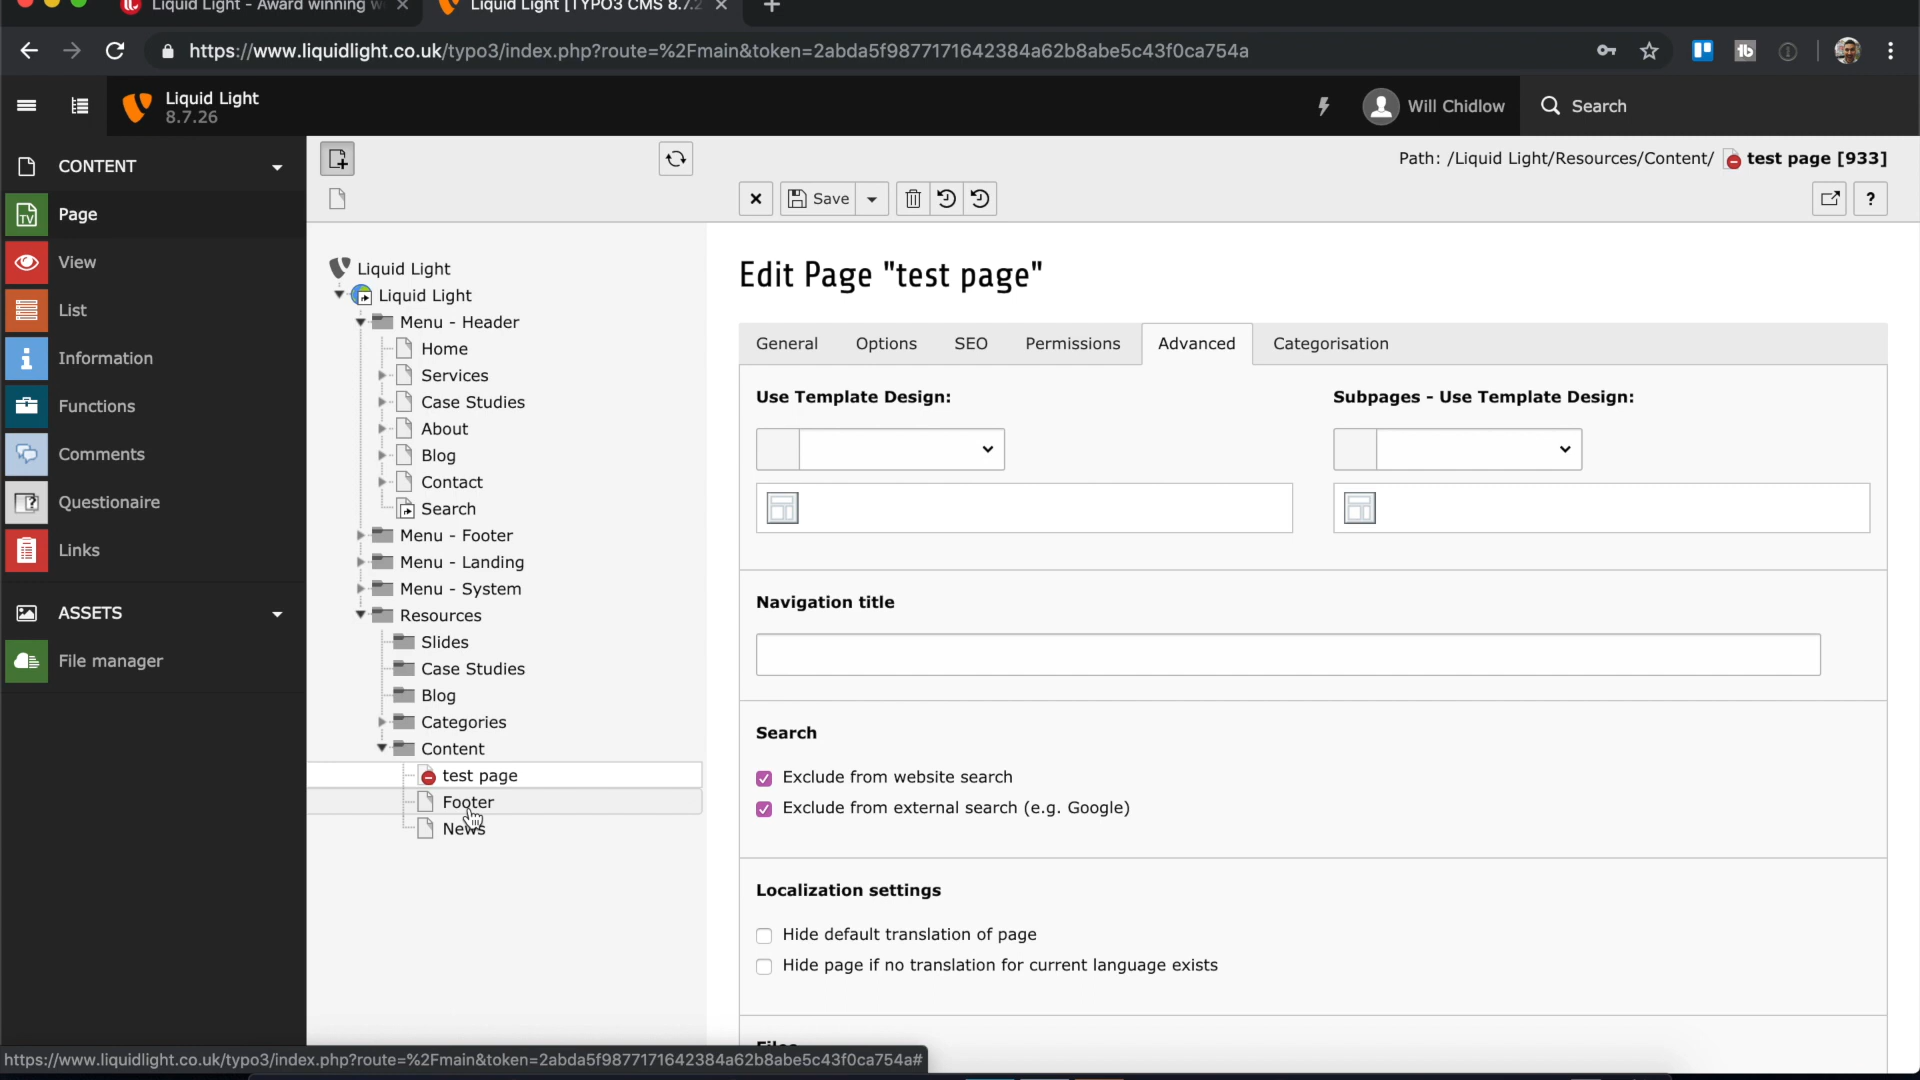 Liquid Light - Award winning w
Liquid Light [TYPO3 CMS 8.7.2
https://www.liquidlight.co.uk/typo3/index.php?route=%2Fmain&token=2abda5f9877171642384a62b8abe5c43f0ca754a
Liquid Light
8.7.26
Will Chidlow
Search
CONTENT
Page
View
List
Information
Functions
Comments
Questionaire
Links
ASSETS
File manager
Liquid Light
Liquid Light
Menu - Header
Home
Services
Case Studies
About
Blog
Contact
Search
Menu - Footer
Menu - Landing
Menu - System
Resources
Slides
Case Studies
Blog
Categories
Content
test page
Footer
News
Path: /Liquid Light/Resources/Content/ test page [933]
Save
?
Edit Page "test page"
General Options SEO Permissions Advanced Categorisation
Use Template Design:
Subpages - Use Template Design:
Navigation title
Search
Exclude from website search
Exclude from external search (e.g. Google)
Localization settings
Hide default translation of page
Hide page if no translation for current language exists
https://www.liquidlight.co.uk/typo3/index.php?route=%2Fmain&token=2abda5f9877171642384a62b8abe5c43f0ca754a#